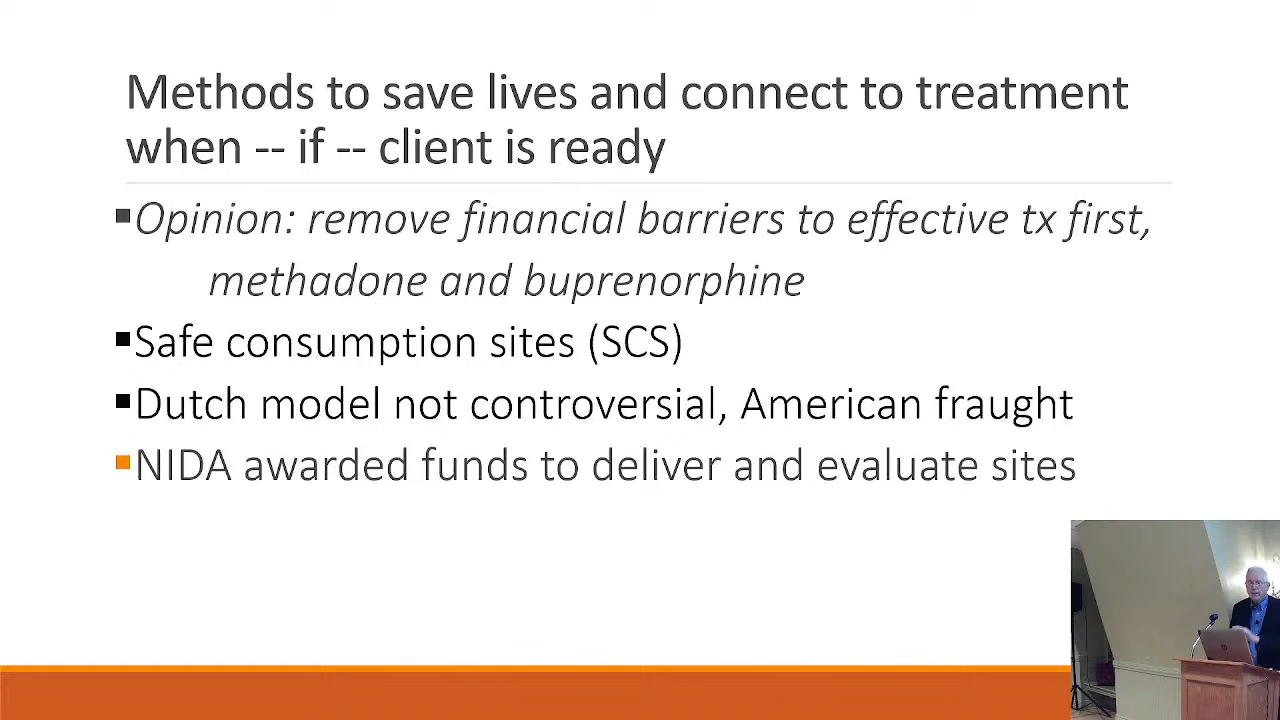 Methods to save lives and connect to treatment
when -- if -- client is ready
▪Opinion: remove financial barriers to effective tx first,
methadone and buprenorphine
▪Safe consumption sites (SCS)
▪Dutch model not controversial, American fraught
▪NIDA awarded funds to deliver and evaluate sites